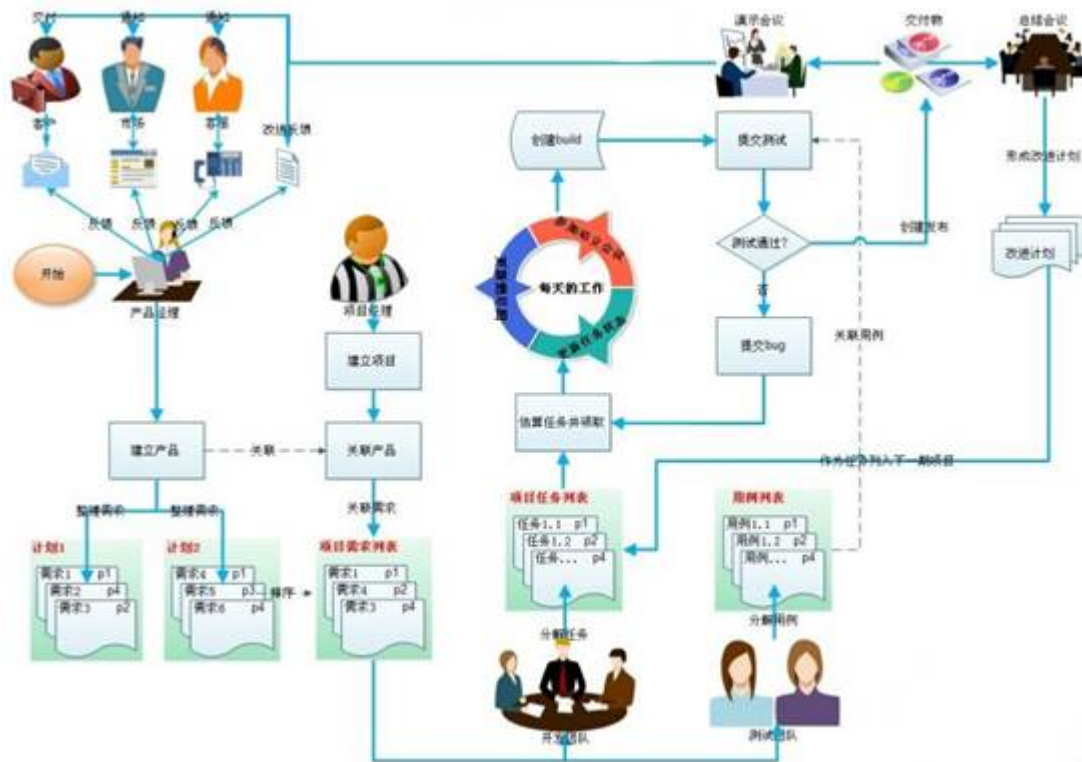 交付
通知
通知
演示会议
交付物
总结会议
客户
市场
客服
改进反馈
创建build
提交测试
形成改进计划
反馈
反馈
反馈
反馈
开始
产品经理
项目经理
每天的工作
更新任务状态
测试通过?
创建发布
改进计划
否
建立项目
提交bug
关联用例
建立产品
关联
关联产品
估算任务并领取
作为任务列入下一期项目
整理需求
整理需求
关联需求
计划1
需求1 p1
需求2 p4
需求3 p2
计划2
需求4 p1
需求5 p3
需求6 p4
排序
项目需求列表
需求1 p1
需求4 p2
需求3 p4
项目任务列表
任务1.1 p1
任务1.2 p2
任务... p4
用例列表
用例1.1 p1
用例1.2 p2
用例... p4
分解任务
分解用例
开发团队
测试团队